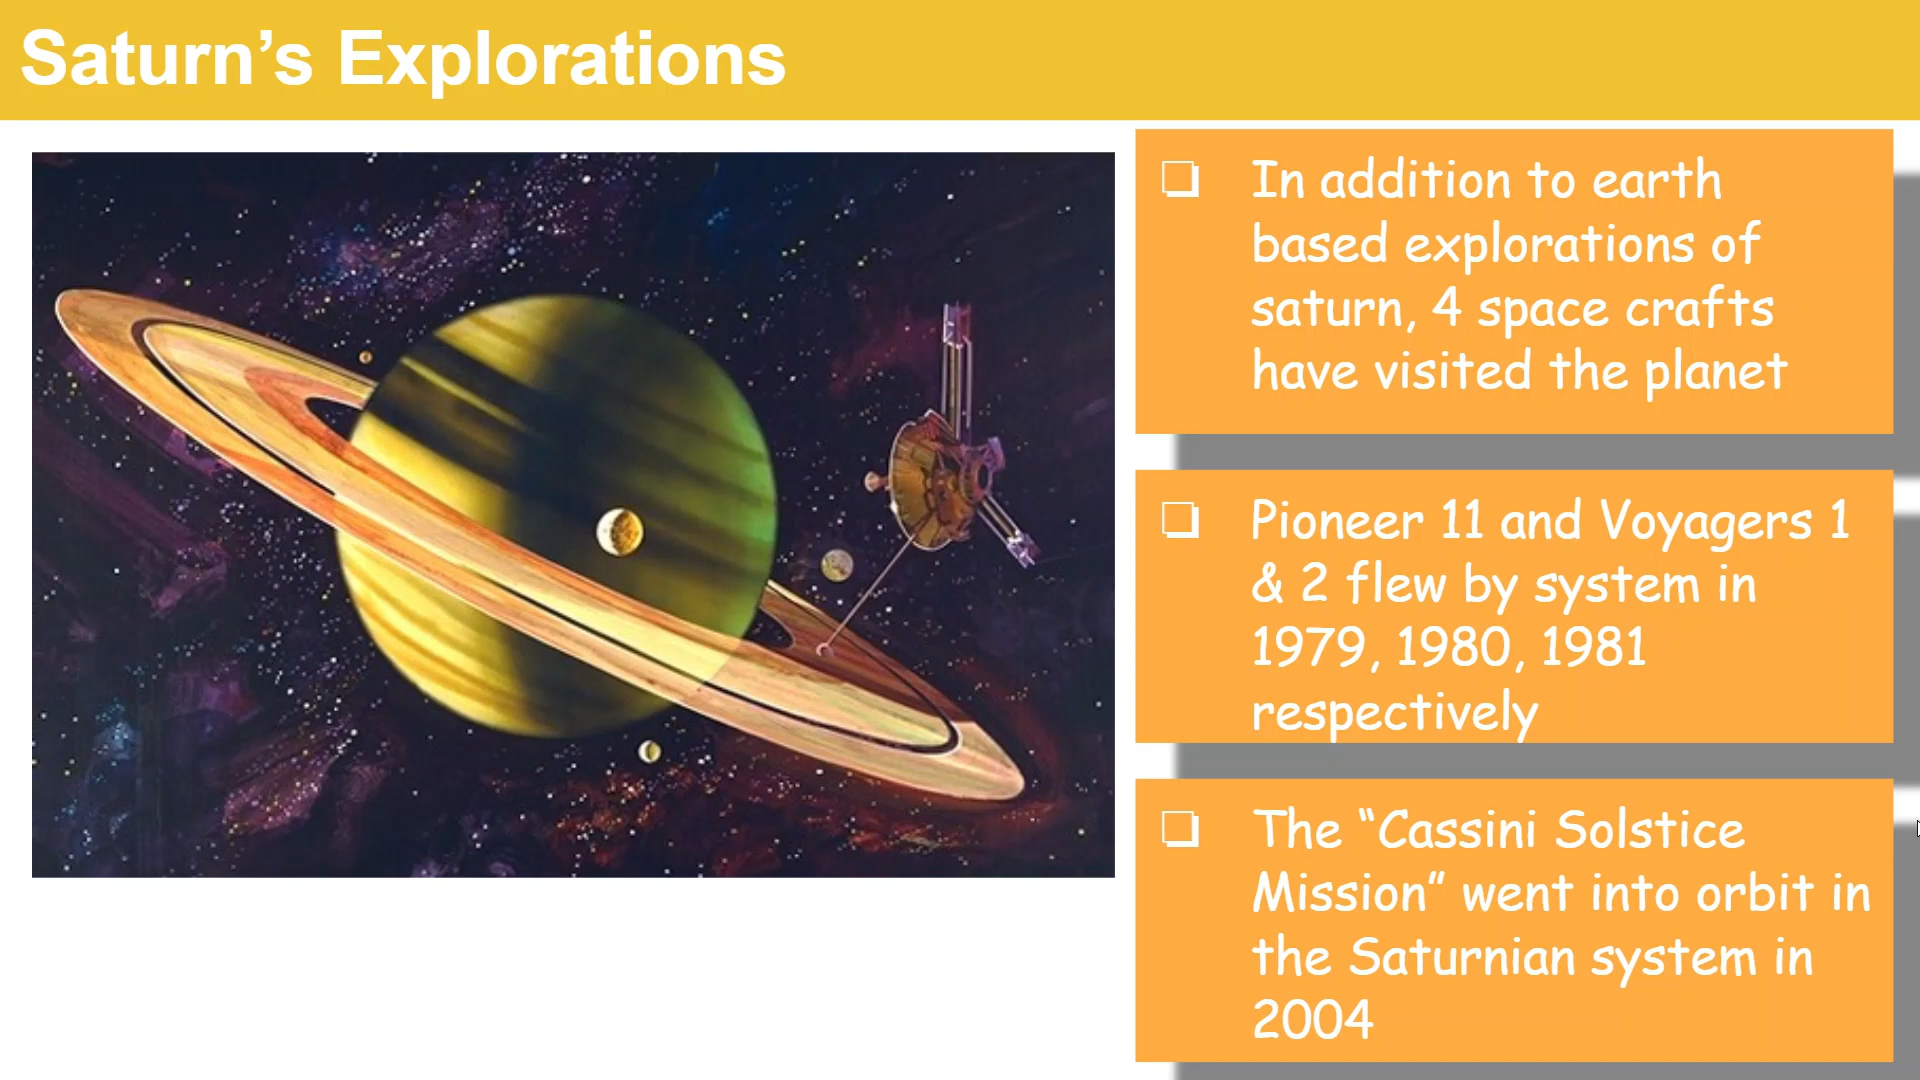 Saturn’s Explorations
❏ In addition to earth
based explorations of
saturn, 4 space crafts
have visited the planet
❏ Pioneer 11 and Voyagers 1
& 2 flew by system in
1979, 1980, 1981
respectively
❏ The “Cassini Solstice
Mission” went into orbit in
the Saturnian system in
2004